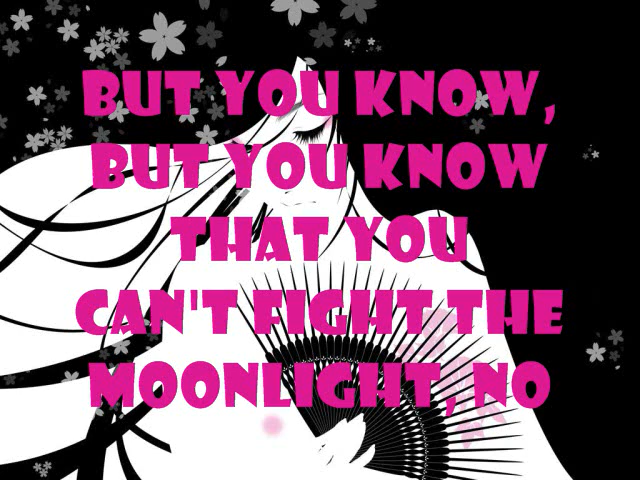 BUT YOU KNOW,
BUT YOU KNOW
THAT YOU
CAN'T FIGHT THE
MOONLIGHT, NO